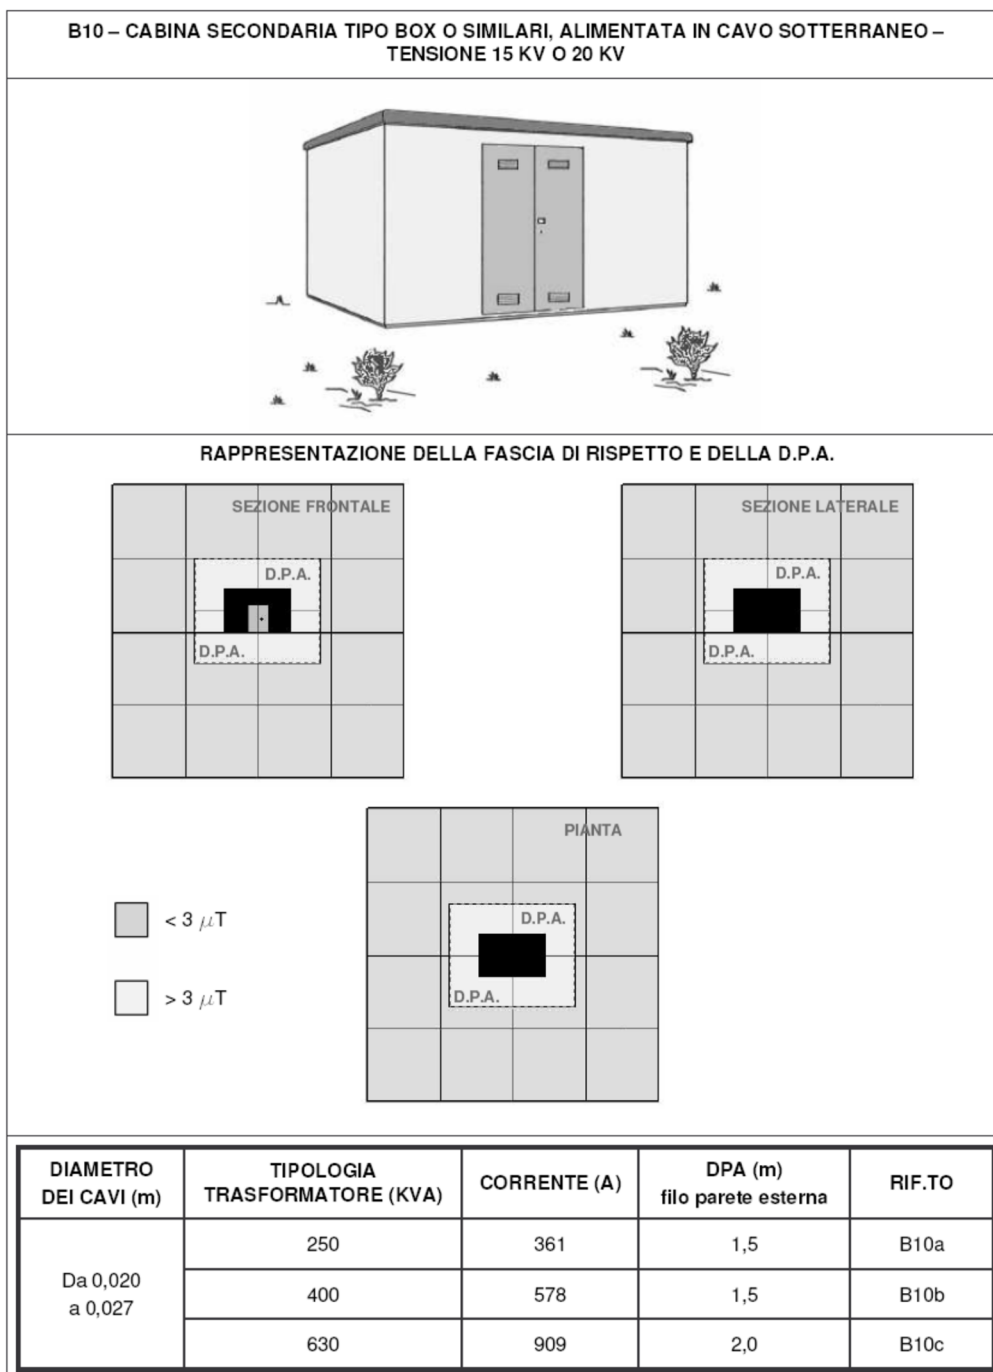 B10 – CABINA SECONDARIA TIPO BOX O SIMILARI, ALIMENTATA IN CAVO SOTTERRANEO –
TENSIONE 15 KV O 20 KV
RAPPRESENTAZIONE DELLA FASCIA DI RISPETTO E DELLA D.P.A.
SEZIONE FRONTALE
D.P.A.
D.P.A.
SEZIONE LATERALE
D.P.A.
D.P.A.
PIANTA
D.P.A.
D.P.A.
< 3 μT
> 3 μT
DIAMETRO
DEI CAVI (m)
TIPOLOGIA
TRASFORMATORE (KVA)
CORRENTE (A)
DPA (m)
filo parete esterna
RIF.TO
Da 0,020
a 0,027
250
361
1,5
B10a
400
578
1,5
B10b
630
909
2,0
B10c